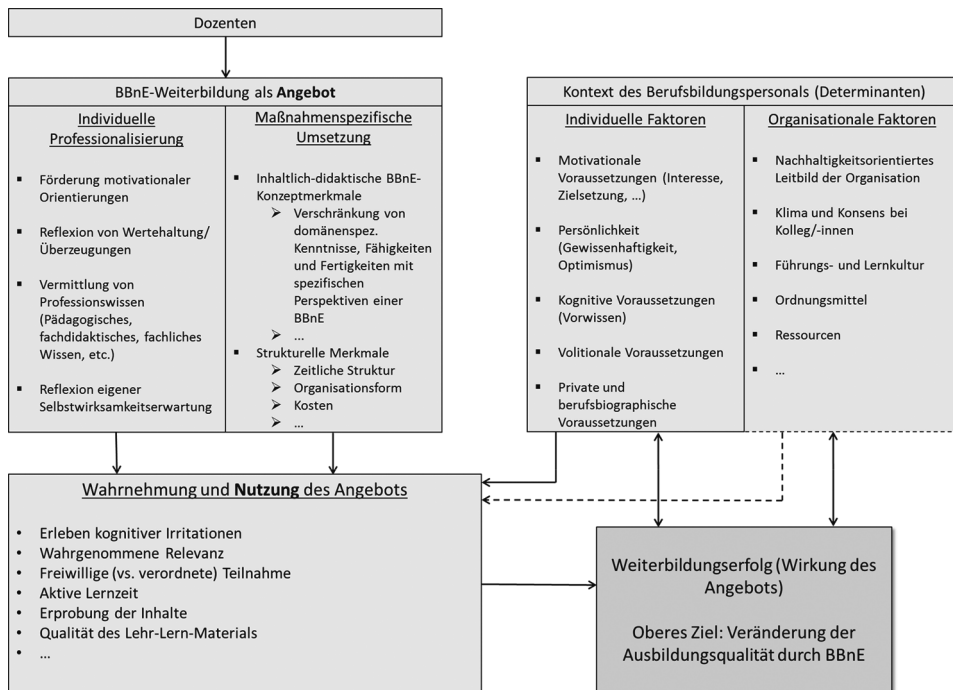 Dozenten
BBnE-Weiterbildung als Angebot
Individuelle
Professionalisierung
▪ Förderung motivationaler
Orientierungen
▪ Reflexion von Wertehaltung/
Überzeugungen
▪ Vermittlung von
Professionswissen
(Pädagogisches,
fachdidaktisches, fachliches
Wissen, etc.)
▪ Reflexion eigener
Selbstwirksamkeitserwartung
Maßnahmenspezifische
Umsetzung
▪ Inhaltlich-didaktische BBnE-
Konzeptmerkmale
➢ Verschränkung von
domänenspez.
Kenntnisse, Fähigkeiten
und Fertigkeiten mit
spezifischen
Perspektiven einer
BBnE
➢ ...
▪ Strukturelle Merkmale
➢ Zeitliche Struktur
➢ Organisationsform
➢ Kosten
➢ ...
Kontext des Berufsbildungspersonals (Determinanten)
Individuelle Faktoren
▪ Motivationale
Voraussetzungen (Interesse,
Zielsetzung, ...)
▪ Persönlichkeit
(Gewissenhaftigkeit,
Optimismus)
▪ Kognitive Voraussetzungen
(Vorwissen)
▪ Volitionale Voraussetzungen
▪ Private und
berufsbiographische
Voraussetzungen
Organisationale Faktoren
▪ Nachhaltigkeitsorientiertes
Leitbild der Organisation
▪ Klima und Konsens bei
Kolleg/-innen
▪ Führungs- und Lernkultur
▪ Ordnungsmittel
▪ Ressourcen
▪ ...
Wahrnehmung und Nutzung des Angebots
• Erleben kognitiver Irritationen
• Wahrgenommene Relevanz
• Freiwillige (vs. verordnete) Teilnahme
• Aktive Lernzeit
• Erprobung der Inhalte
• Qualität des Lehr-Lern-Materials
• ...
Weiterbildungserfolg (Wirkung des
Angebots)
Oberes Ziel: Veränderung der
Ausbildungsqualität durch BBnE